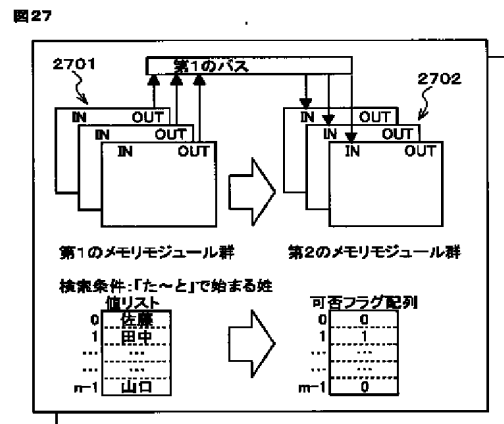 図27
2701
第1のバス
2702
IN OUT
IN OUT
IN OUT
IN OUT
IN OUT
IN OUT
第1のメモリモジュール群
第2のメモリモジュール群
検索条件:「た~と」で始まる姓
値リスト
0 佐藤
1 田中
... ...
... ...
n-1 山口
可否フラグ配列
0 0
1 1
... ...
... ...
m-1 0